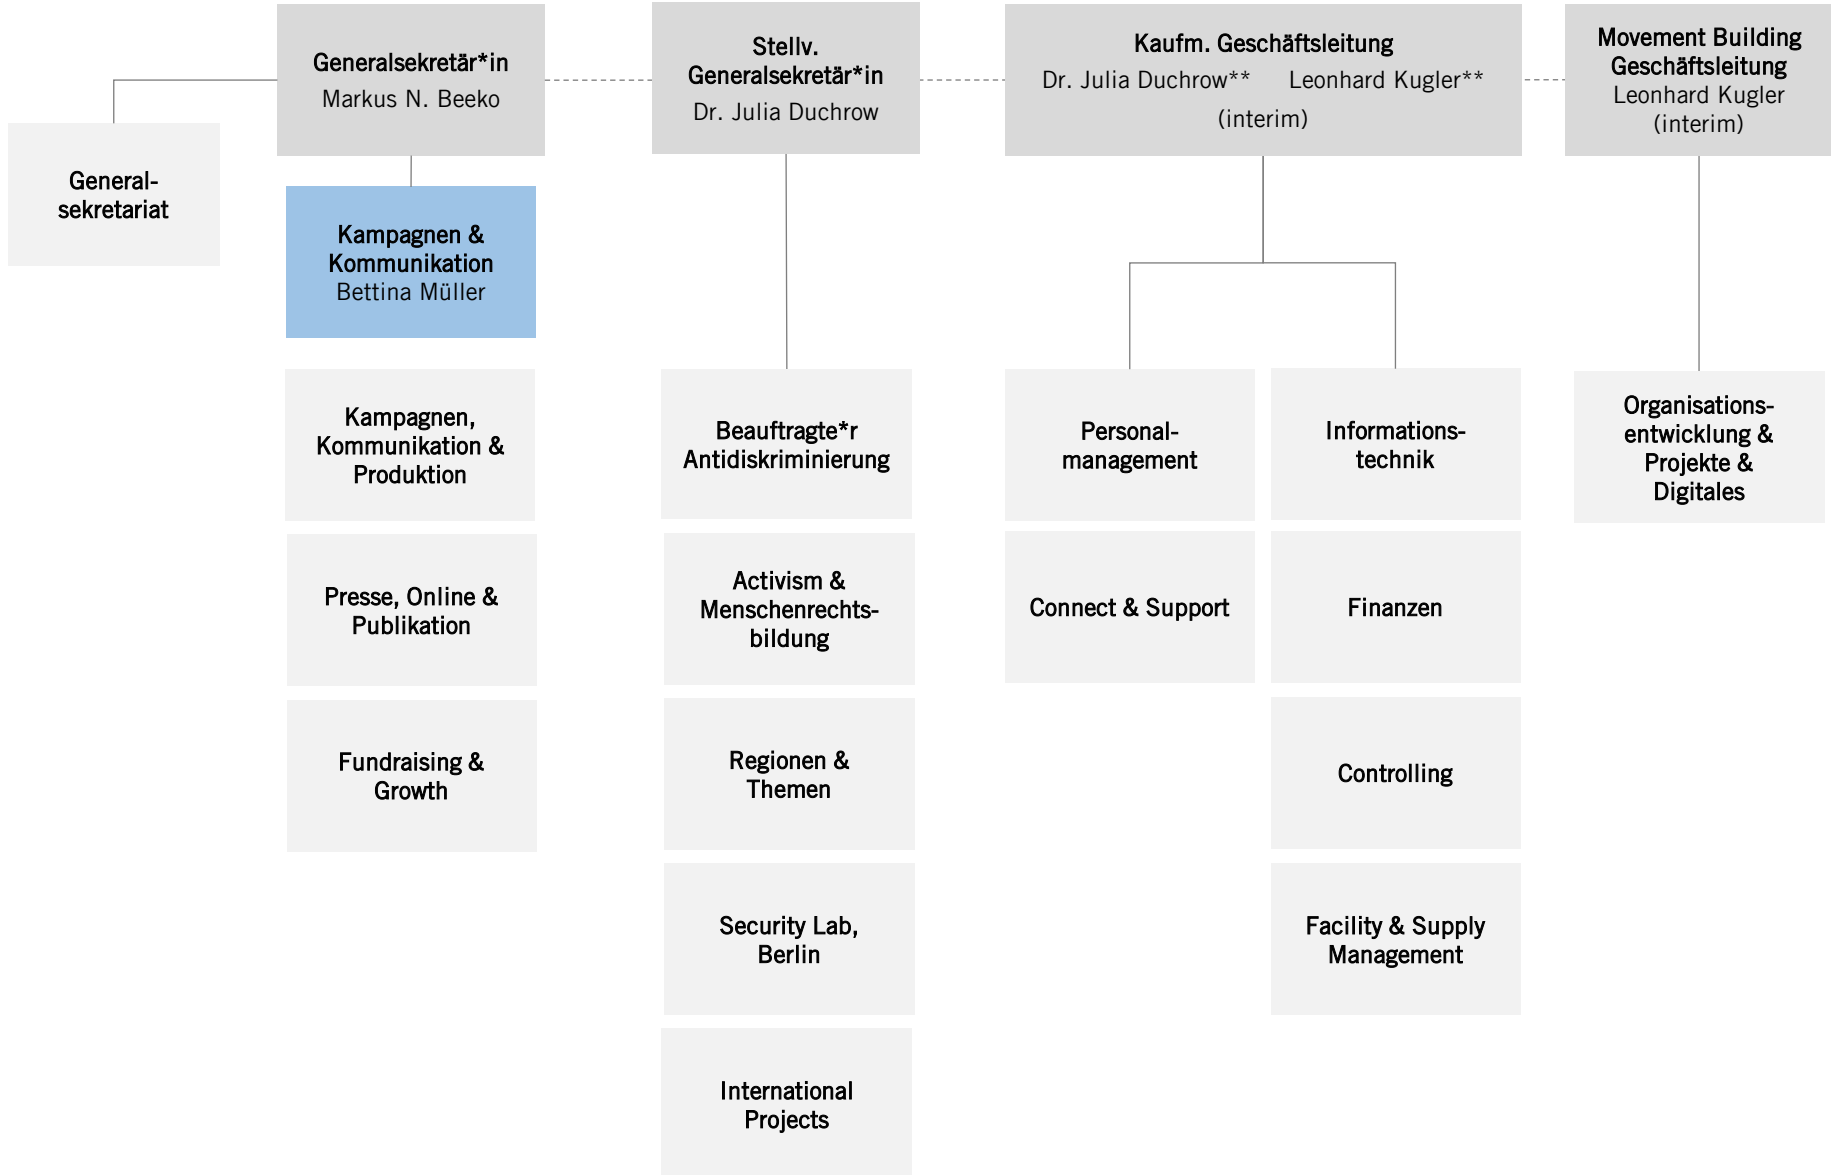 Generalsekretär*in
Markus N. Beeko
Stellv.
Generalsekretär*in
Dr. Julia Duchrow
Kaufm. Geschäftsleitung
Dr. Julia Duchrow** Leonhard Kugler**
(interim)
Movement Building
Geschäftsleitung
Leonhard Kugler
(interim)
General-
sekretariat
Kampagnen &
Kommunikation
Bettina Müller
Kampagnen,
Kommunikation &
Produktion
Presse, Online &
Publikation
Fundraising &
Growth
Beauftragte*r
Antidiskriminierung
Activism &
Menschenrechts-
bildung
Regionen &
Themen
Security Lab,
Berlin
International
Projects
Personal-
management
Connect & Support
Informations-
technik
Finanzen
Controlling
Facility & Supply
Management
Organisations-
entwicklung &
Projekte &
Digitales